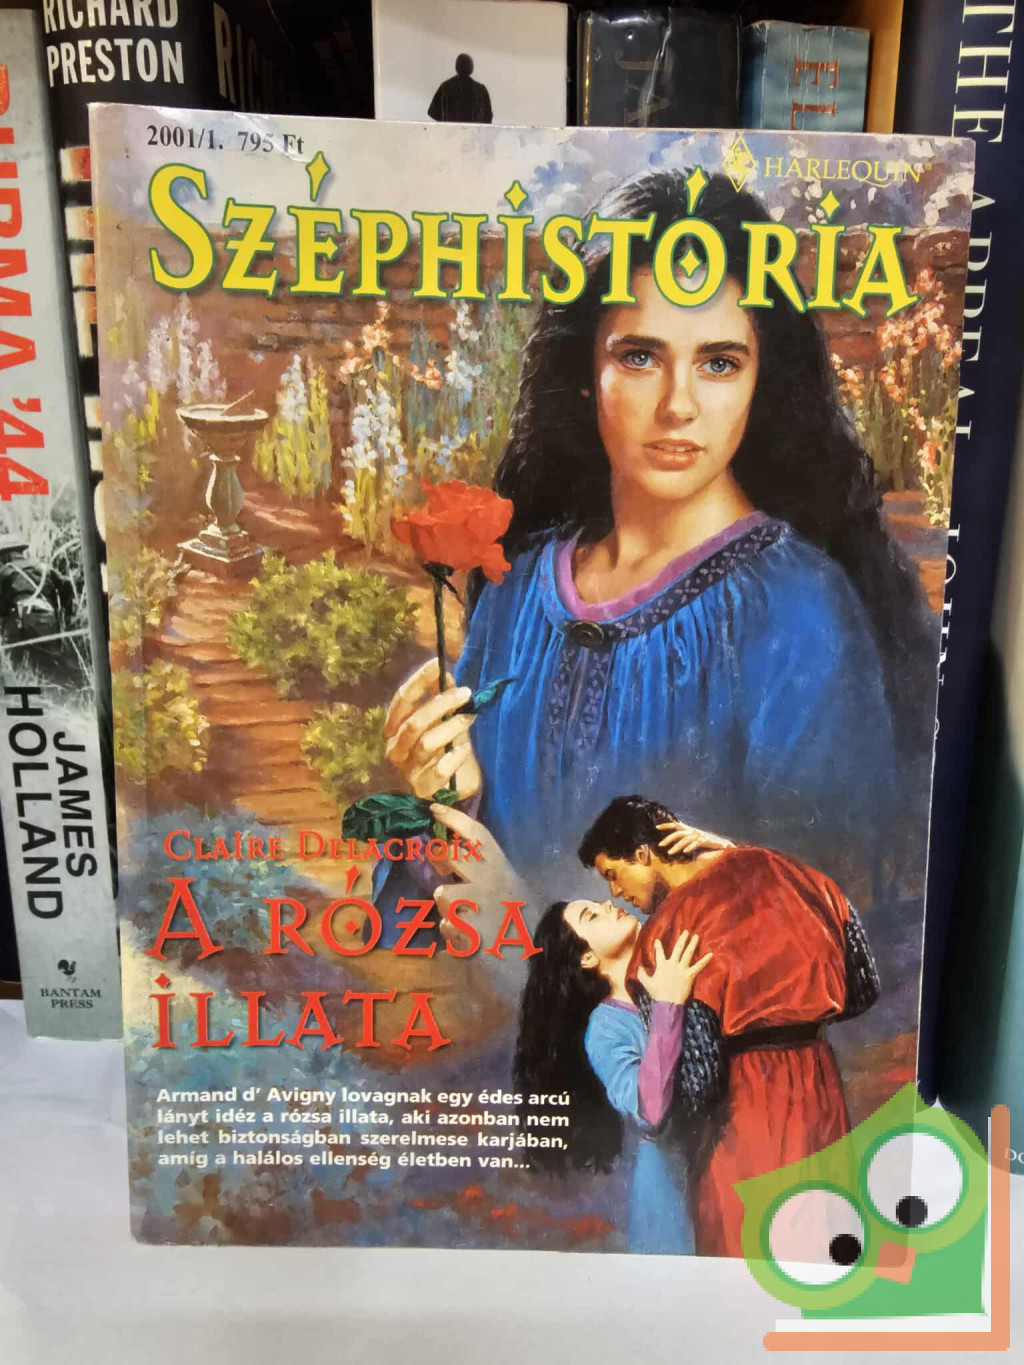 RICHARD
PRESTON
2001/1. 795 Ft
HARLEQUIN
SZÉPHISTÓRIA
CLAIRE DELACROIX
A RÓZSA
ILLATA
Armand d' Avigny lovagnak egy édes arcú
lányt idéz a rózsa illata, aki azonban nem
lehet biztonságban szerelmese karjában,
amíg a halálos ellenség életben van...
BURMA '44
JAMES
HOLLAND
BANTAM
PRESS
THE APPEAL
JOHN